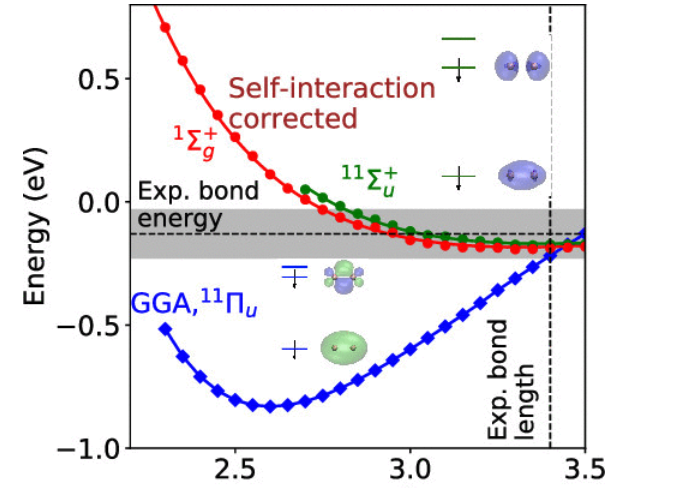 0.5
0.0
−0.5
−1.0
Energy (eV)
2.5
3.0
3.5
Self-interaction
corrected
¹Σg⁺
¹¹Σu⁺
Exp. bond
energy
GGA,¹¹Πu
Exp. bond
length